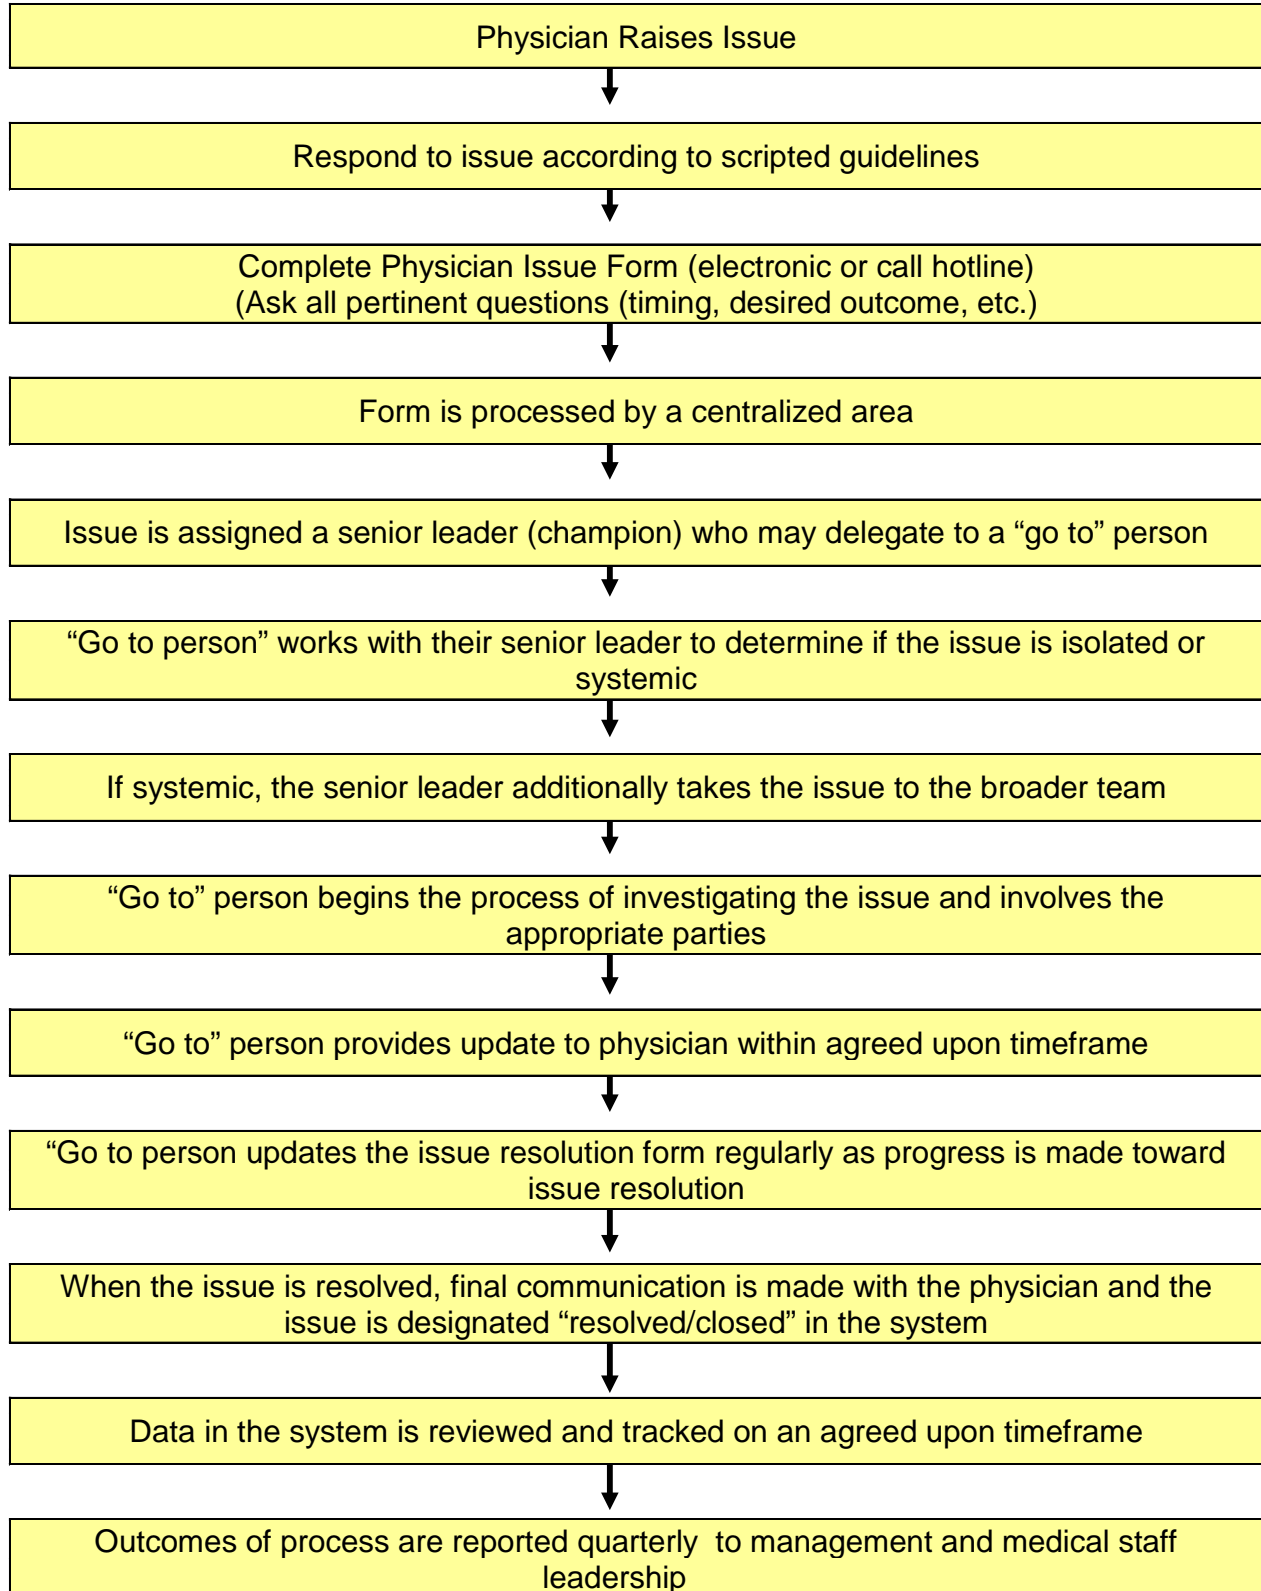 Physician Raises Issue
Respond to issue according to scripted guidelines
Complete Physician Issue Form (electronic or call hotline)
(Ask all pertinent questions (timing, desired outcome, etc.)
Form is processed by a centralized area
Issue is assigned a senior leader (champion) who may delegate to a “go to” person
“Go to person” works with their senior leader to determine if the issue is isolated or
systemic
If systemic, the senior leader additionally takes the issue to the broader team
“Go to” person begins the process of investigating the issue and involves the
appropriate parties
“Go to” person provides update to physician within agreed upon timeframe
“Go to person updates the issue resolution form regularly as progress is made toward
issue resolution
When the issue is resolved, final communication is made with the physician and the
issue is designated “resolved/closed” in the system
Data in the system is reviewed and tracked on an agreed upon timeframe
Outcomes of process are reported quarterly  to management and medical staff
leadership